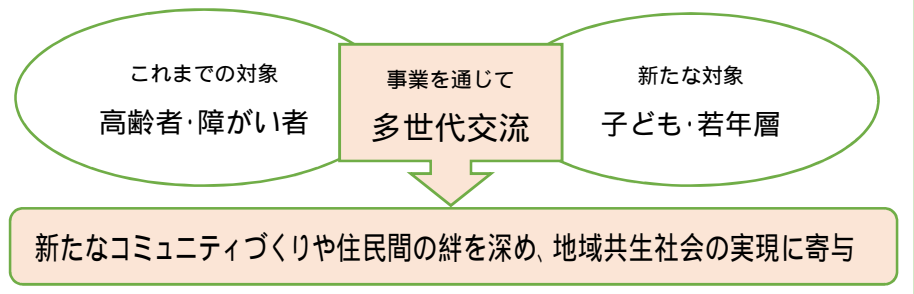 これまでの対象
高齢者・障がい者
事業を通じて
多世代交流
新たな対象
子ども・若年層
新たなコミュニティづくりや住民間の絆を深め、地域共生社会の実現に寄与